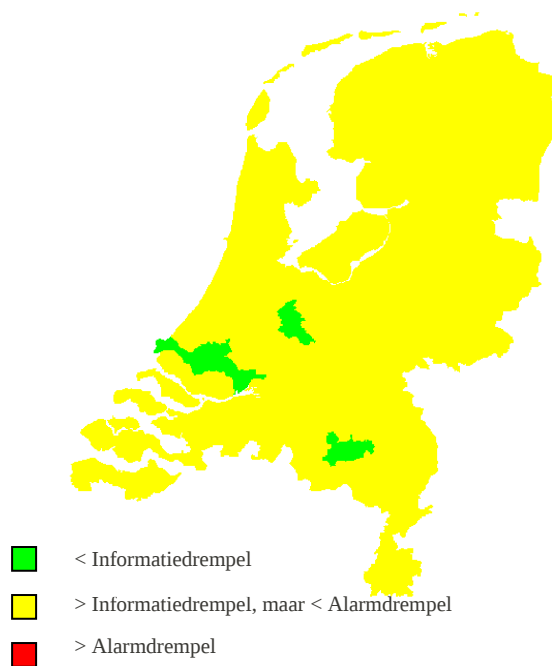 < Informatiedrempel
> Informatiedrempel, maar < Alarmdrempel
> Alarmdrempel